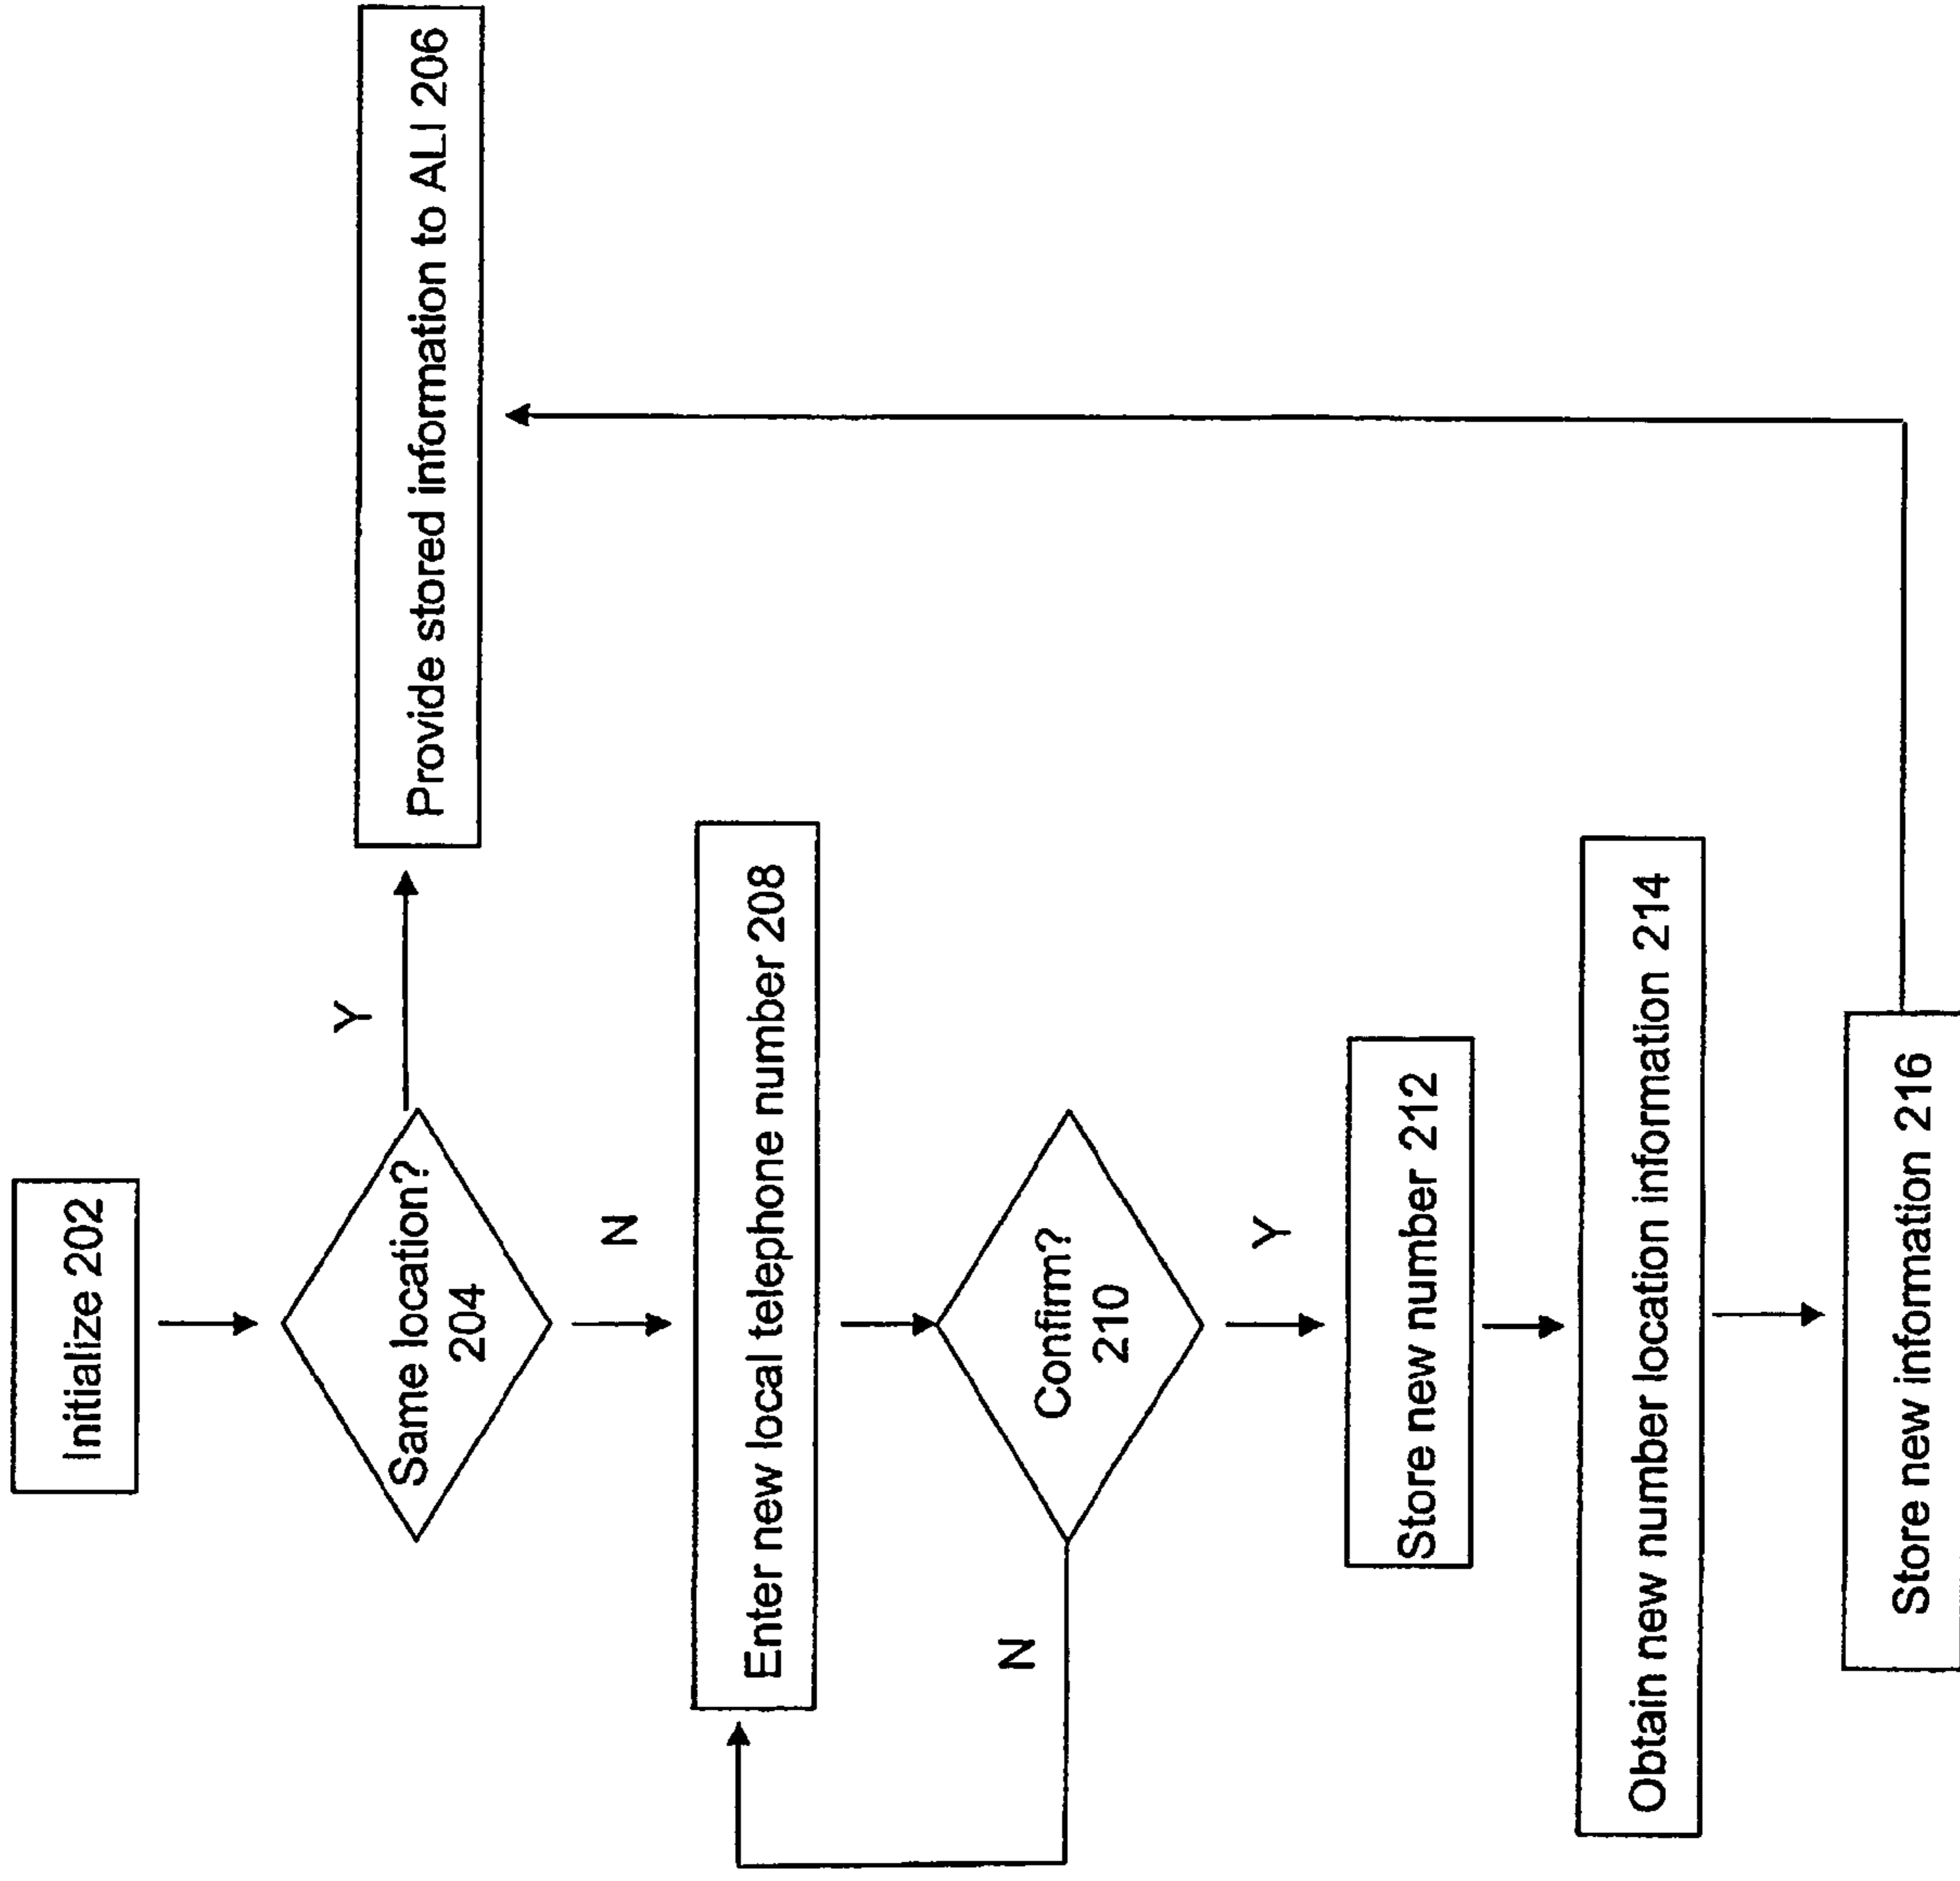 Initialize 202
Same location?
204
Y
Provide stored information to ALI 206
N
Enter new local telephone number 208
Confirm?
210
N
Y
Store new number 212
Obtain new number location information 214
Store new information 216